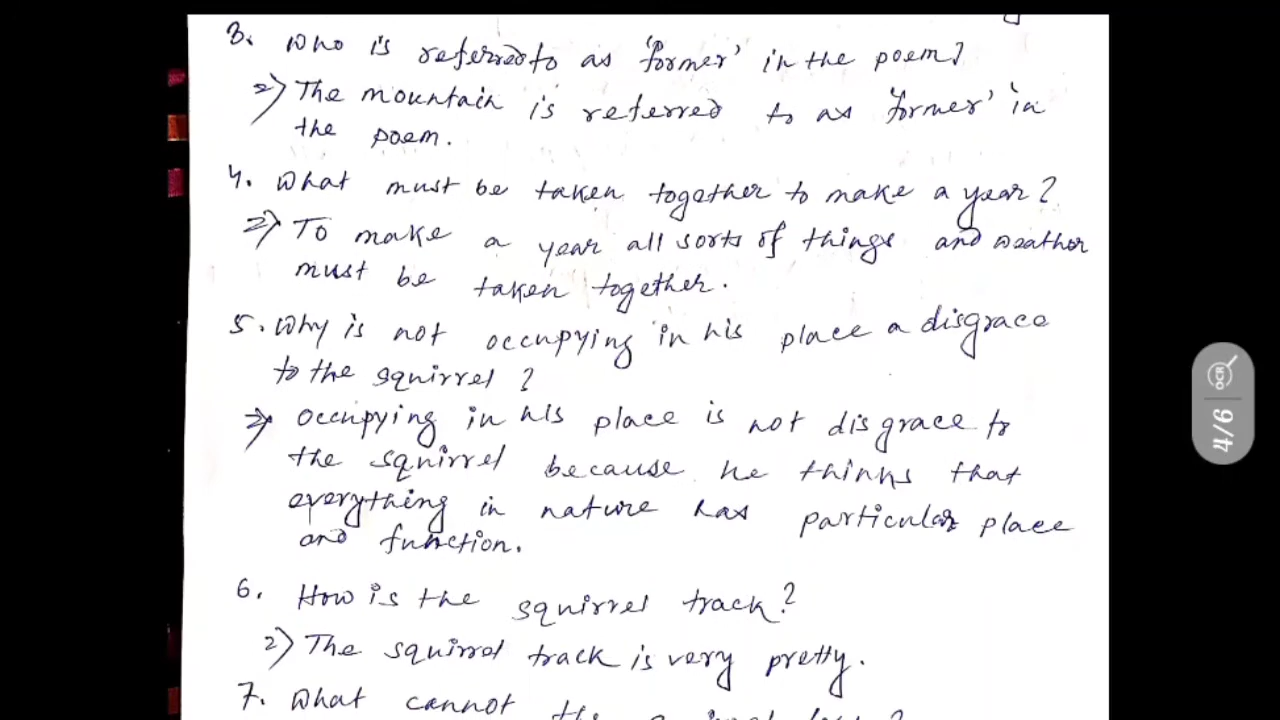 3. Who is referred to as 'former' in the poem?
=) The mountain is referred to as 'former' in
the poem.
4. What must be taken together to make a year?
=) To make a year all sorts of things and weather
must be taken together.
5. Why is not occupying in his place a disgrace
to the squirrel ?
=) Occupying in his place is not disgrace to
the squirrel because he thinks that
everything in nature has particular place
and function.
6. How is the squirrel track?
=) The squirrel track is very pretty.
7. What cannot the
OCR
4/6